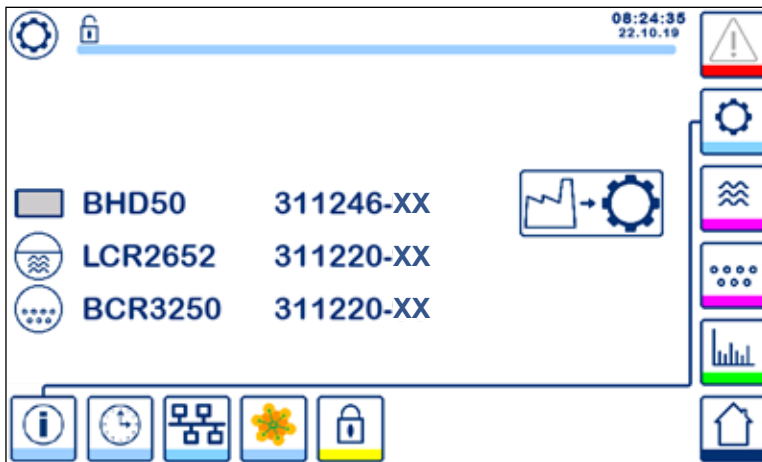 08:24:35
22.10.19
BHD50 311246-XX
LCR2652 311220-XX
BCR3250 311220-XX